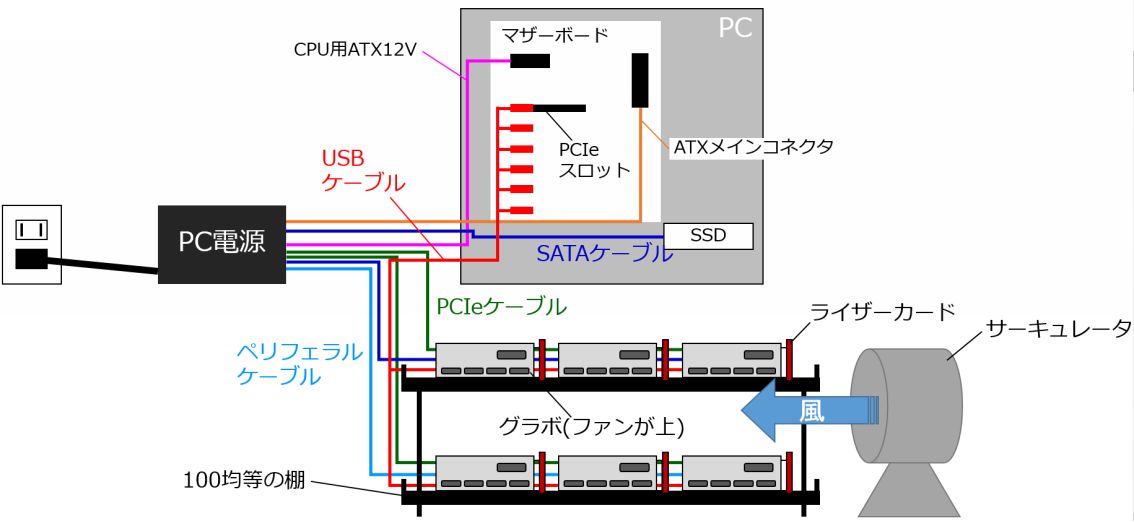 PC
マザーボード
CPU用ATX12V
PCIe
スロット
ATXメインコネクタ
USB
ケーブル
PC電源
SSD
SATAケーブル
PCIeケーブル
ライザーカード
サーキュレータ
ペリフェラル
ケーブル
風
グラボ(ファンが上)
100均等の棚